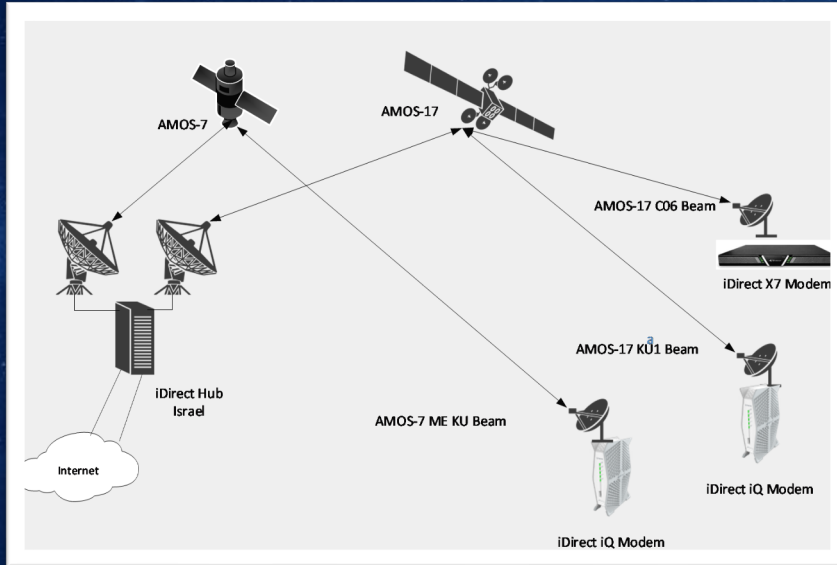 AMOS-7
AMOS-17
AMOS-17 C06 Beam
iDirect X7 Modem
a
AMOS-17 KU1 Beam
iDirect Hub
Israel
AMOS-7 ME KU Beam
Internet
iDirect iQ Modem
iDirect iQ Modem